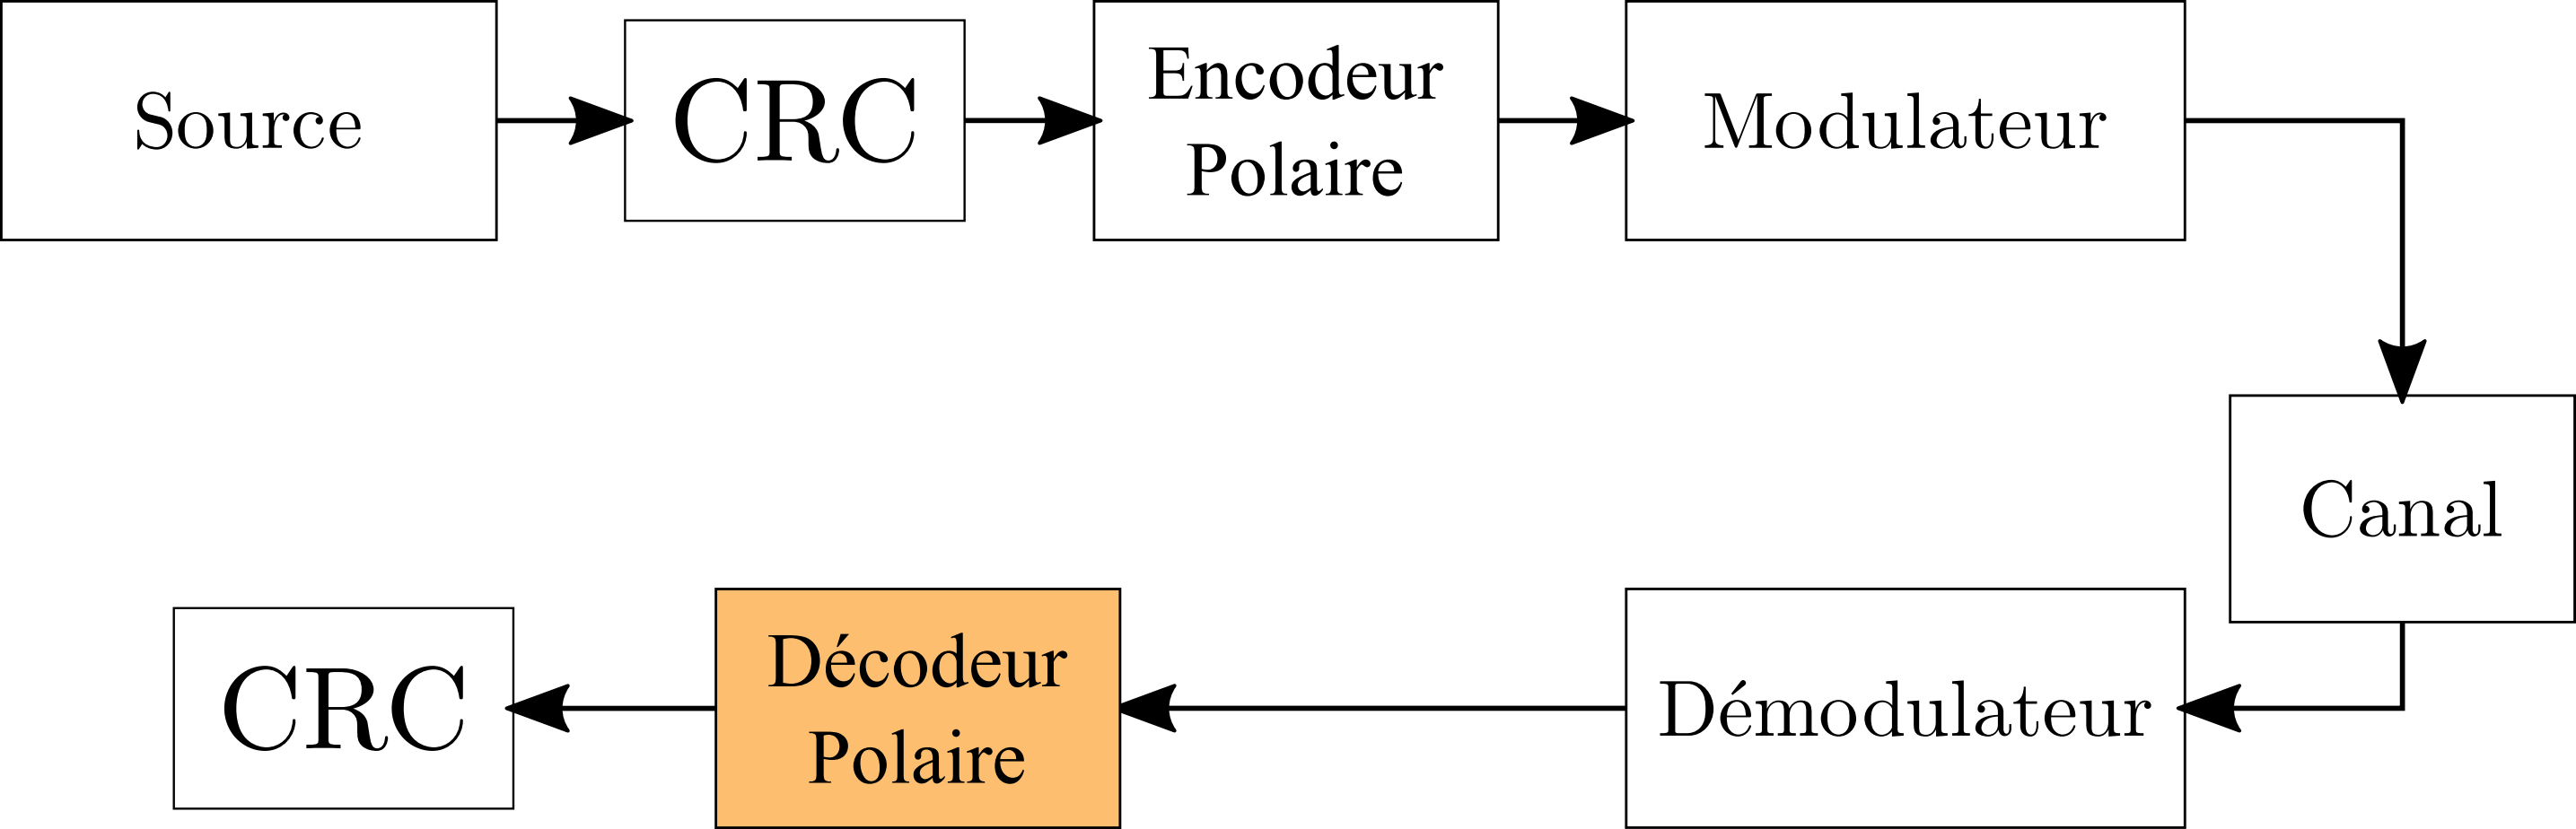 Source
CRC
Encodeur
Polaire
Modulateur
Canal
Démodulateur
Décodeur
Polaire
CRC